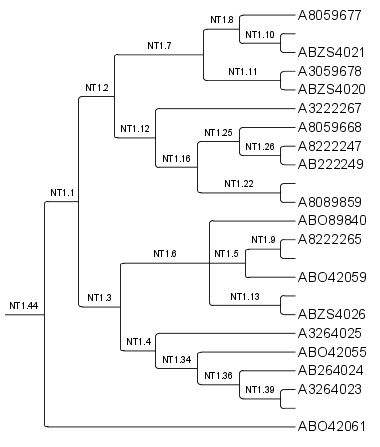 A8059677
NT1.8
NT1.10
ABZS4021
NT1.7
A3059678
NT1.11
ABZS4020
NT1.2
A3222267
NT1.12
A8059668
NT1.25
A8222247
NT1.26
AB222249
NT1.16
NT1.22
A8089859
NT1.1
ABO89840
A8222265
NT1.9
NT1.6
NT1.5
ABO42059
NT1.3
NT1.13
ABZS4026
NT1.44
A3264025
NT1.4
ABO42055
NT1.34
AB264024
NT1.36
A3264023
NT1.39
ABO42061